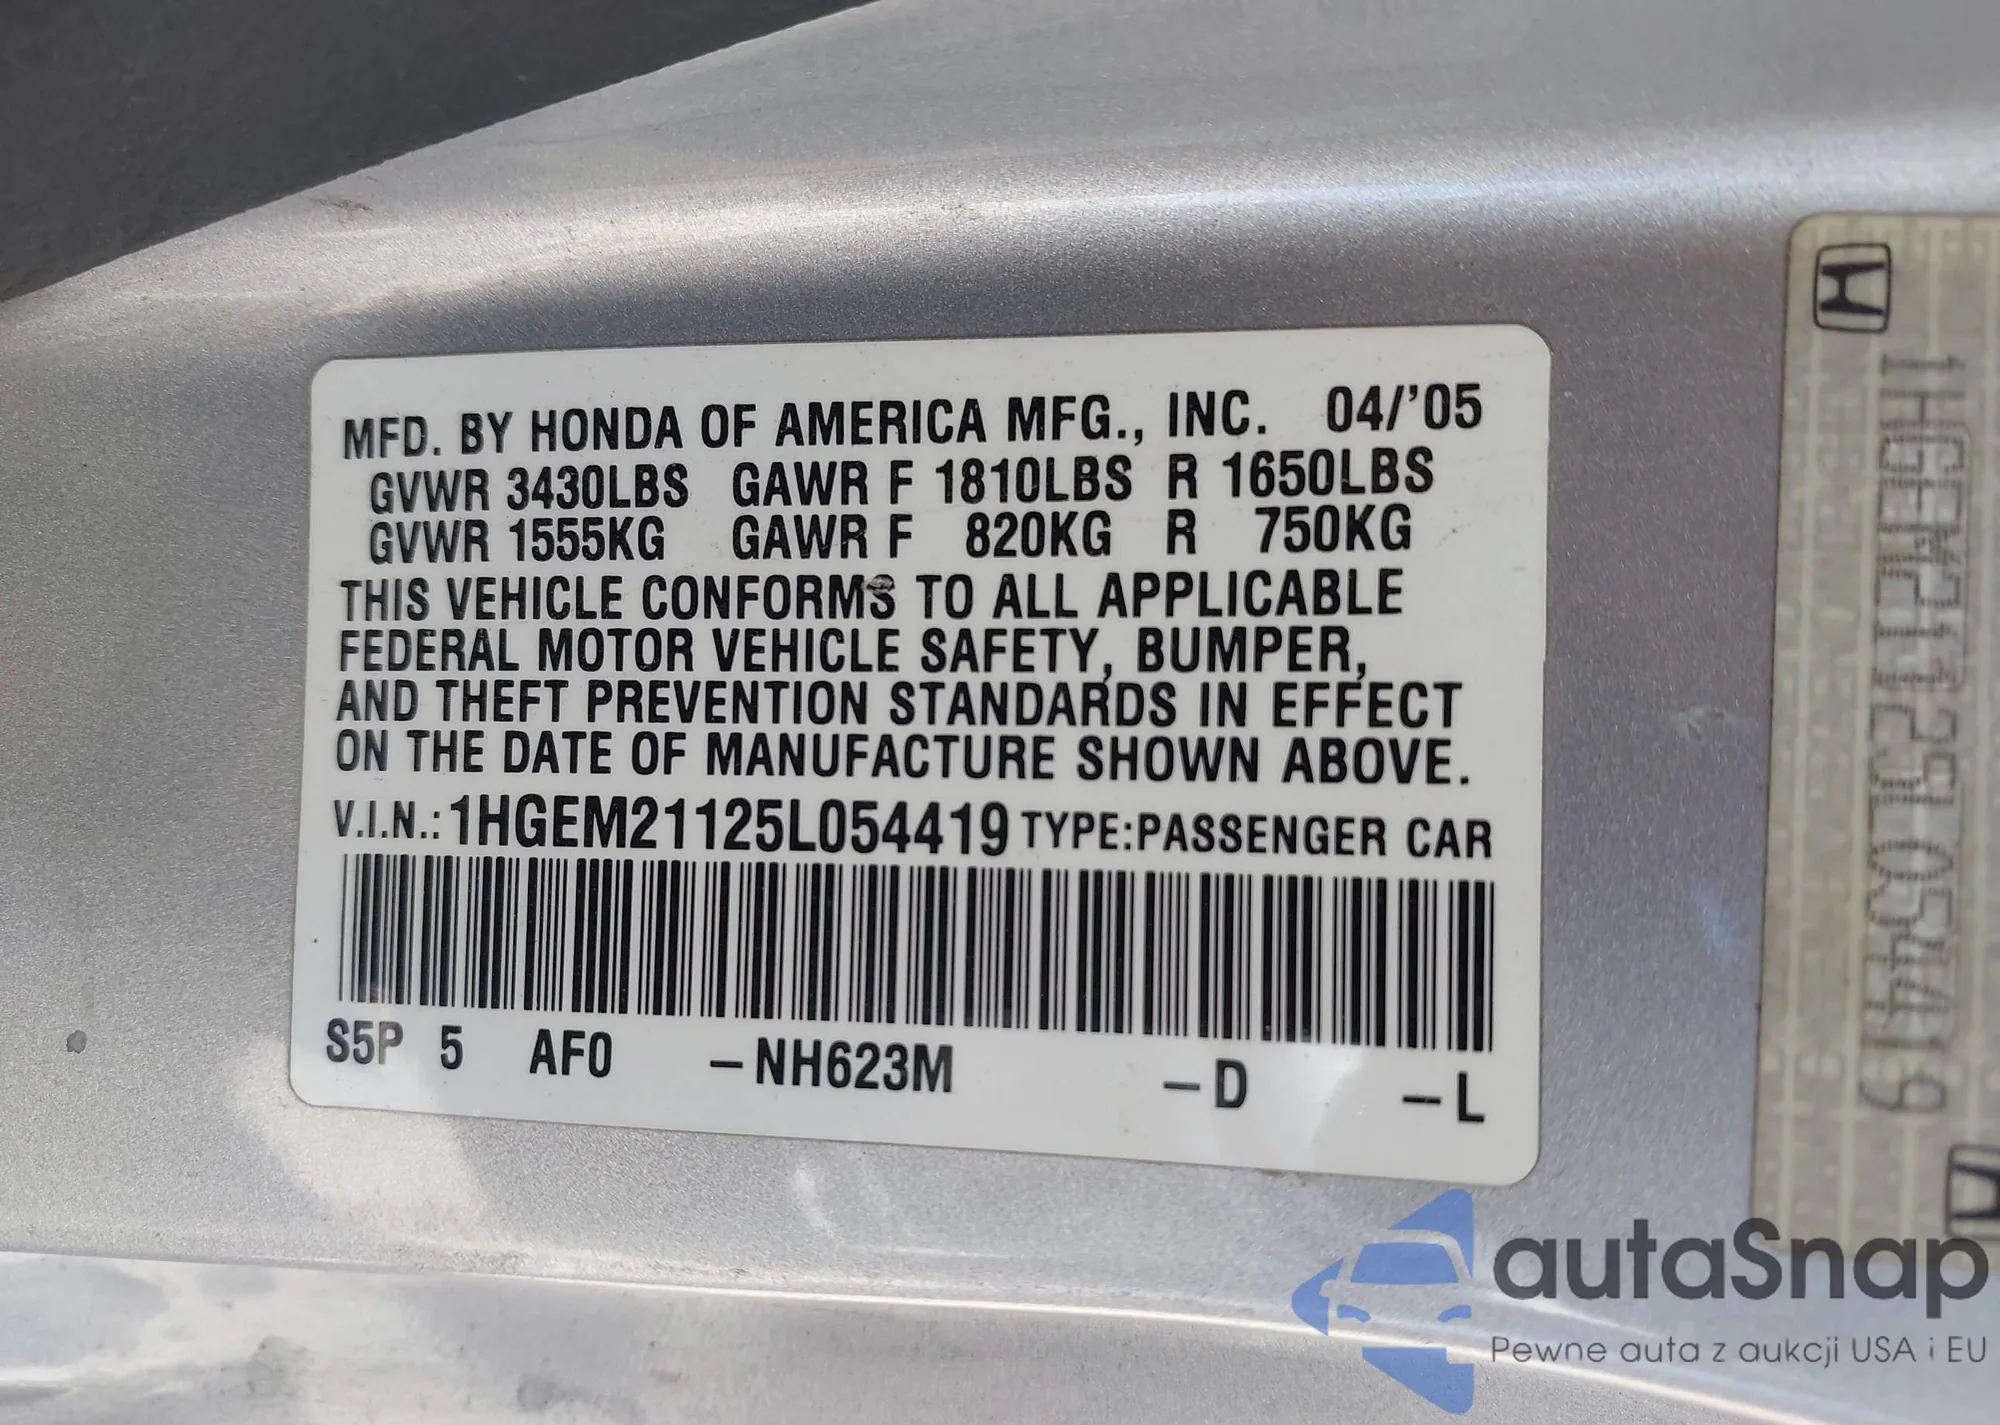 MFD. BY HONDA OF AMERICA MFG., INC. 04/'05
GVWR 3430LBS GAWR F 1810LBS R 1650LBS
GVWR 1555KG GAWR F 820KG R 750KG
THIS VEHICLE CONFORMS TO ALL APPLICABLE
FEDERAL MOTOR VEHICLE SAFETY, BUMPER,
AND THEFT PREVENTION STANDARDS IN EFFECT
ON THE DATE OF MANUFACTURE SHOWN ABOVE.
V.I.N.: 1HGEM21125L054419 TYPE:PASSENGER CAR
S5P 5 AF0 –NH623M –D –L
autaSnap
Pewne auta z aukcji USA i EU